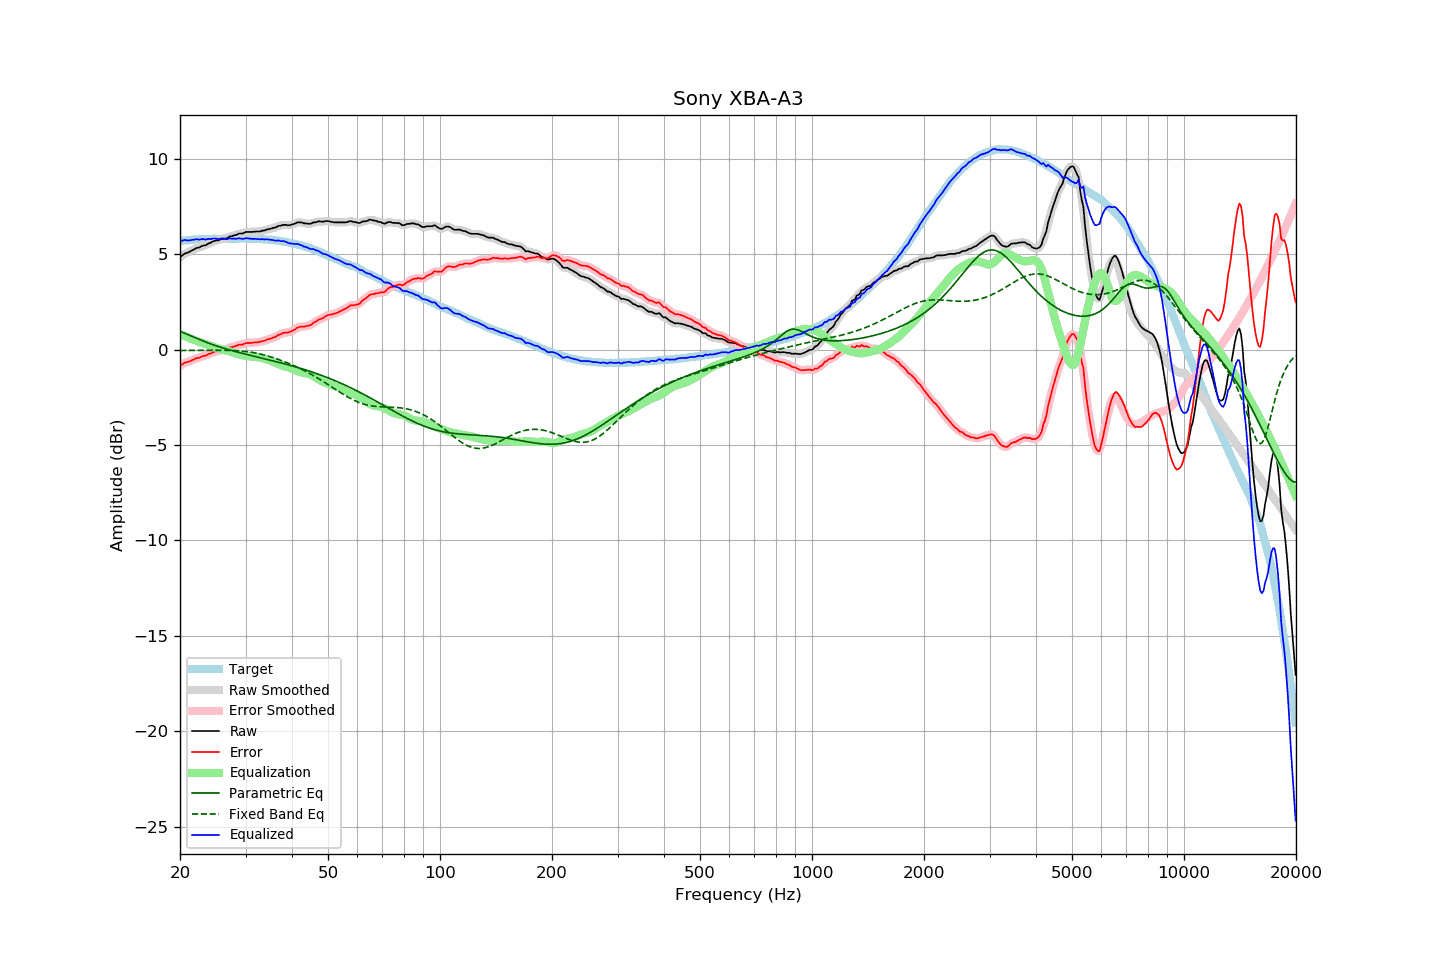 Sony XBA-A3
Amplitude (dBr)
10
5
0
−5
−10
−15
−20
−25
Target
Raw Smoothed
Error Smoothed
Raw
Error
Equalization
Parametric Eq
Fixed Band Eq
Equalized
20 50 100 200 500 1000 2000 5000 10000 20000
Frequency (Hz)